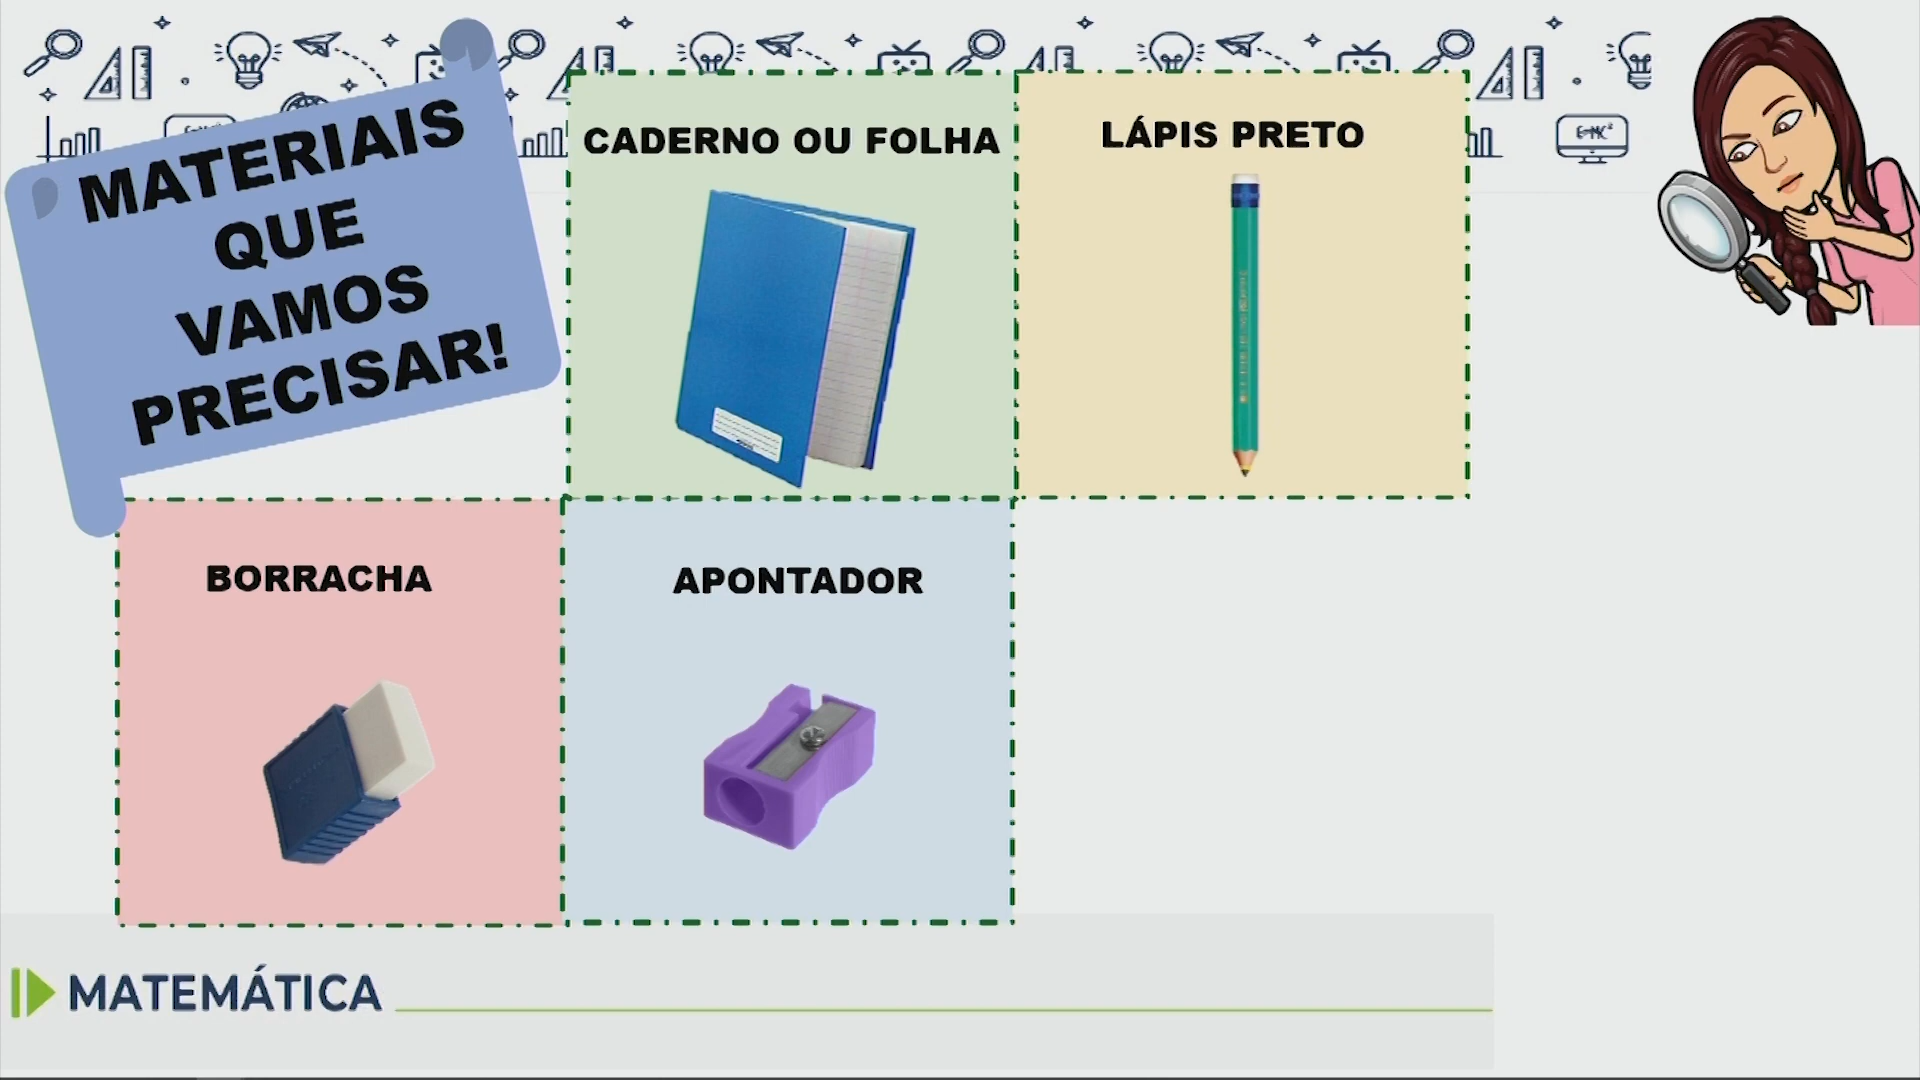 MATERIAIS
QUE
VAMOS
PRECISAR!
CADERNO OU FOLHA
LÁPIS PRETO
BORRACHA
APONTADOR
MATEMÁTICA